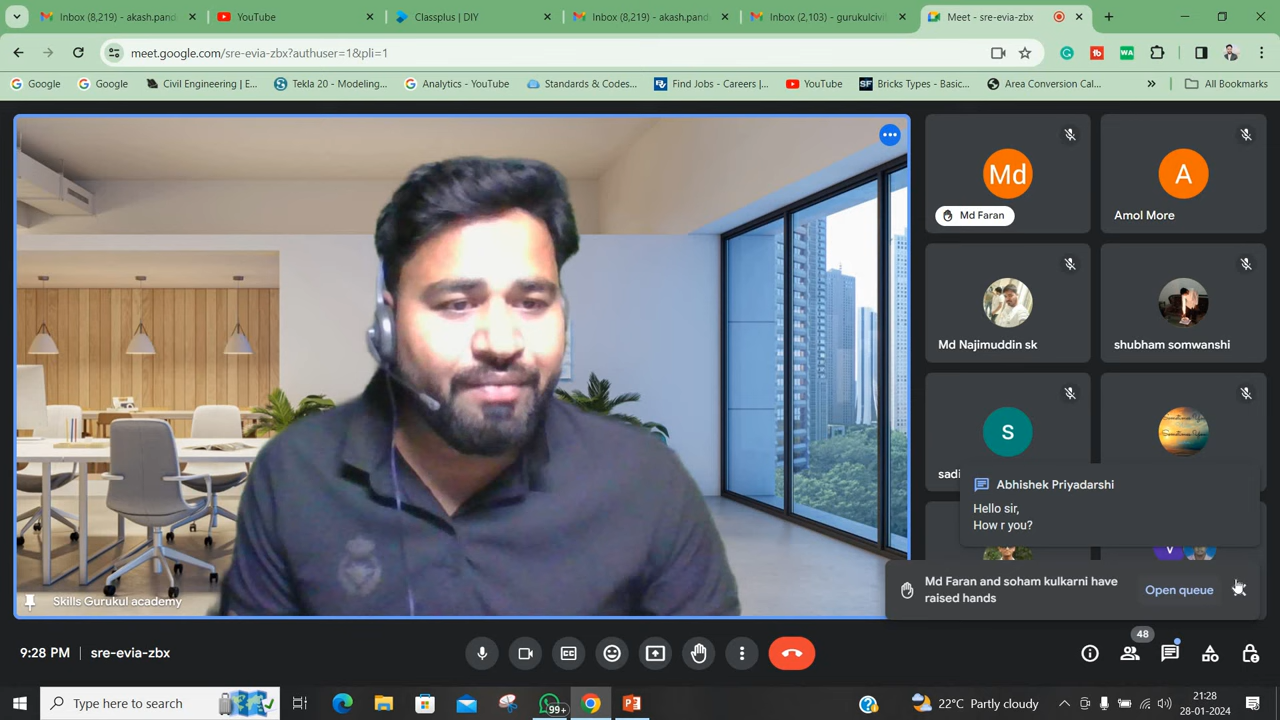 Inbox (8,219) - akash.pand
YouTube
Classplus | DIY
Inbox (8,219) - akash.pand
Inbox (2,103) - gurukulcivi
Meet - sre-evia-zbx
meet.google.com/sre-evia-zbx?authuser=1&pli=1
Google
Google
Civil Engineering | E...
Tekla 20 - Modeling...
Analytics - YouTube
Standards & Codes...
Find Jobs - Careers |...
YouTube
Bricks Types - Basic...
Area Conversion Cal...
All Bookmarks
Md
Md Faran
A
Amol More
Md Najimuddin sk
shubham somwanshi
S
sadi
Abhishek Priyadarshi
Hello sir,
How r you?
V
Md Faran and soham kulkarni have
raised hands
Open queue
Skills Gurukul academy
9:28 PM
sre-evia-zbx
48
Type here to search
99+
22°C Partly cloudy
21:28
28-01-2024